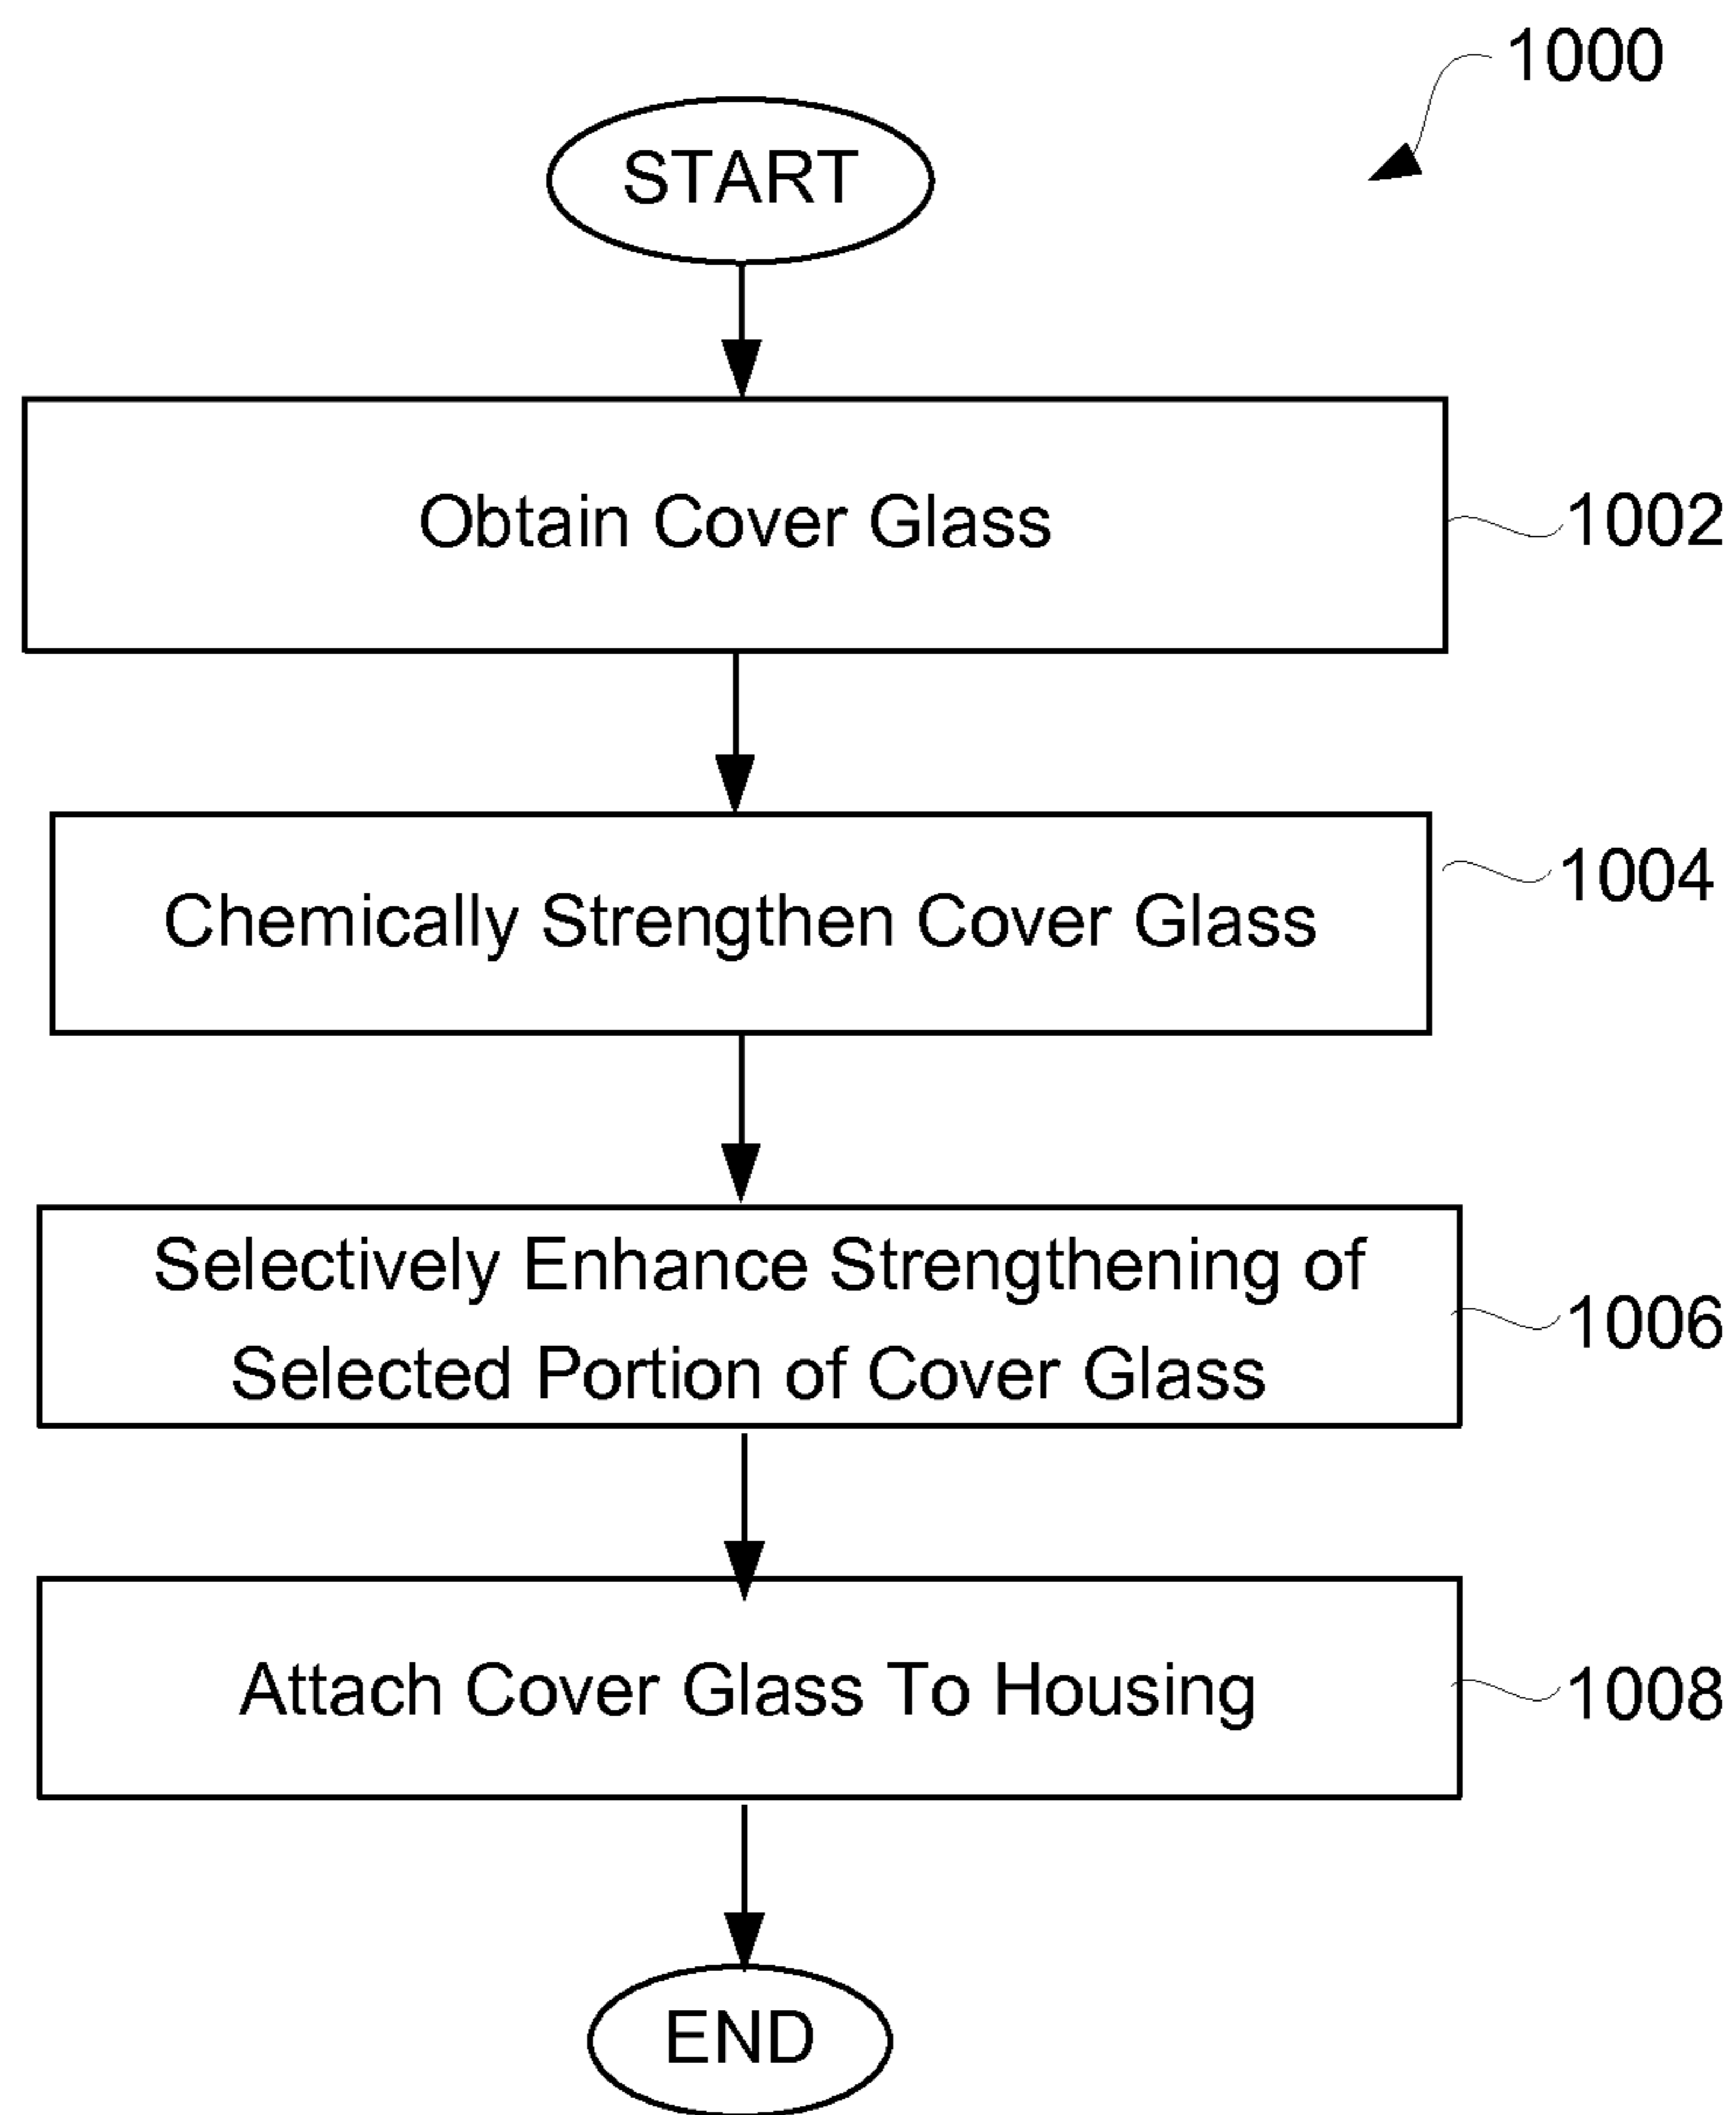 1000
START
Obtain Cover Glass
1002
Chemically Strengthen Cover Glass
1004
Selectively Enhance Strengthening of
Selected Portion of Cover Glass
1006
Attach Cover Glass To Housing
1008
END